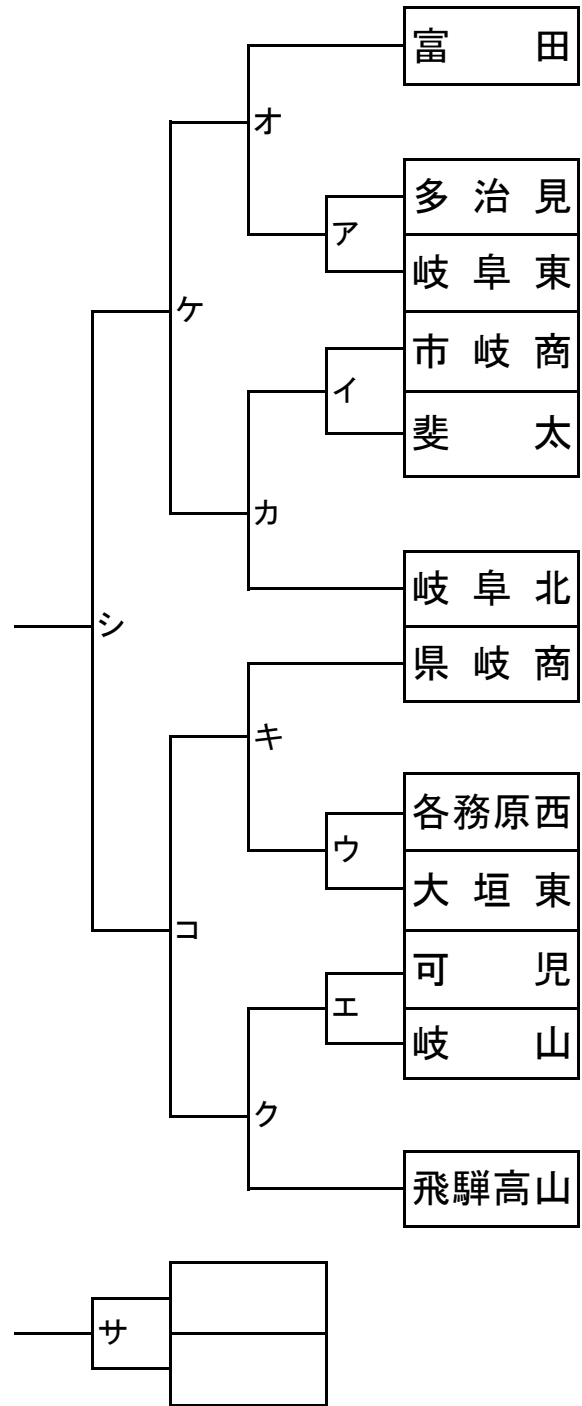 富田
オ
多治見
ア
岐阜東
ケ
市岐商
イ
斐太
カ
岐阜北
シ
県岐商
キ
各務原西
ウ
大垣東
コ
可児
エ
岐山
ク
飛騨高山
サ